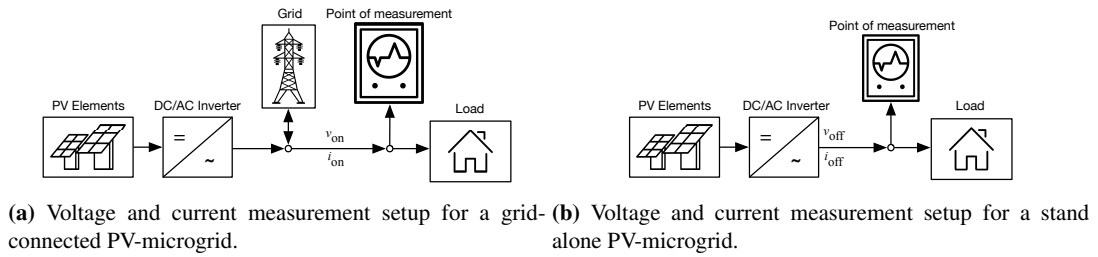 Grid
Point of measurement
PV Elements
DC/AC Inverter
Load
=
~
v_on
i_on
Point of measurement
PV Elements
DC/AC Inverter
Load
=
~
v_off
i_off
(a) Voltage and current measurement setup for a grid-
connected PV-microgrid.
(b) Voltage and current measurement setup for a stand
alone PV-microgrid.